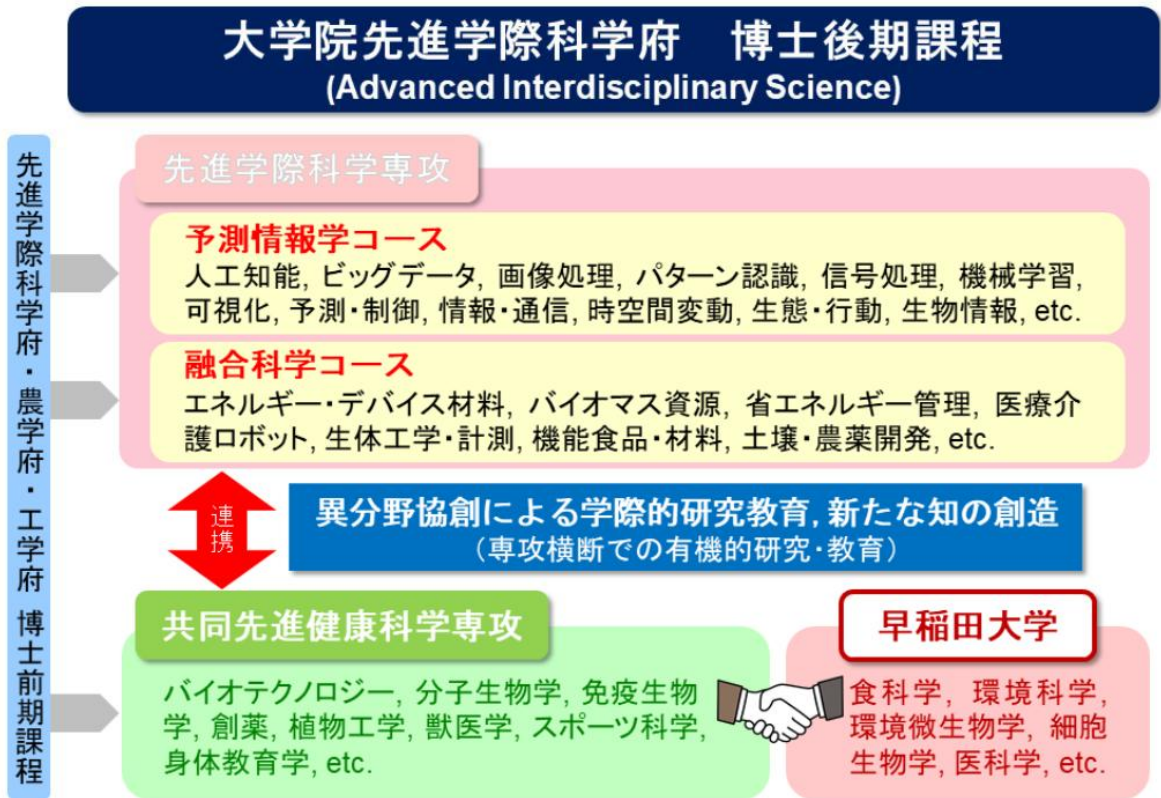 大学院先進学際科学府　博士後期課程
(Advanced Interdisciplinary Science)
先進学際科学府・農学府・工学府 博士前期課程
先進学際科学専攻
予測情報学コース
人工知能, ビッグデータ, 画像処理, パターン認識, 信号処理, 機械学習,
可視化, 予測・制御, 情報・通信, 時空間変動, 生態・行動, 生物情報, etc.
融合科学コース
エネルギー・デバイス材料, バイオマス資源, 省エネルギー管理, 医療介
護ロボット, 生体工学・計測, 機能食品・材料, 土壌・農薬開発, etc.
連携
異分野協創による学際的研究教育, 新たな知の創造
（専攻横断での有機的研究・教育）
共同先進健康科学専攻
バイオテクノロジー, 分子生物学, 免疫生物
学, 創薬, 植物工学, 獣医学, スポーツ科学,
身体教育学, etc.
早稲田大学
食科学, 環境科学,
環境微生物学, 細胞
生物学, 医科学, etc.